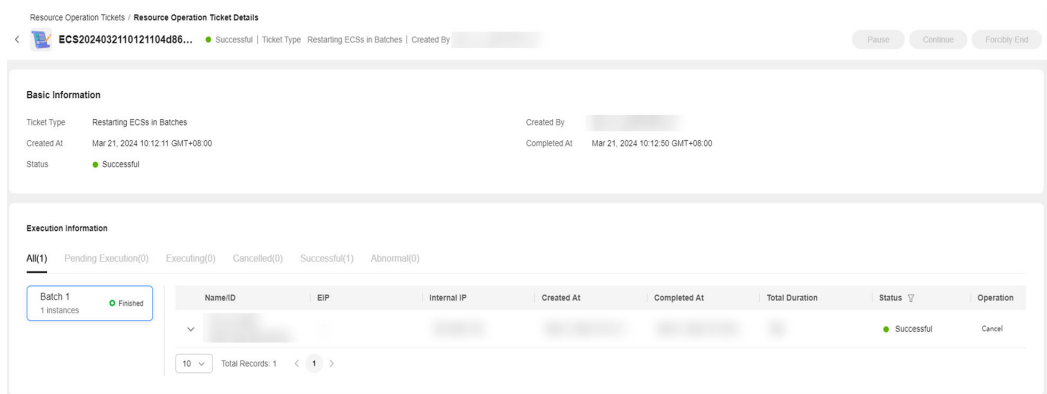 Resource Operation Tickets / Resource Operation Ticket Details
ECS2024032110121104d86... Successful | Ticket Type Restarting ECSs in Batches | Created By
Pause Continue Forcibly End
Basic Information
Ticket Type Restarting ECSs in Batches Created By
Created At Mar 21, 2024 10:12:11 GMT+08:00 Completed At Mar 21, 2024 10:12:50 GMT+08:00
Status Successful
Execution Information
All(1) Pending Execution(0) Executing(0) Cancelled(0) Successful(1) Abnormal(0)
Batch 1
1 instances
Finished
Name/ID EIP Internal IP Created At Completed At Total Duration Status Operation
Successful Cancel
10 Total Records: 1 < 1 >